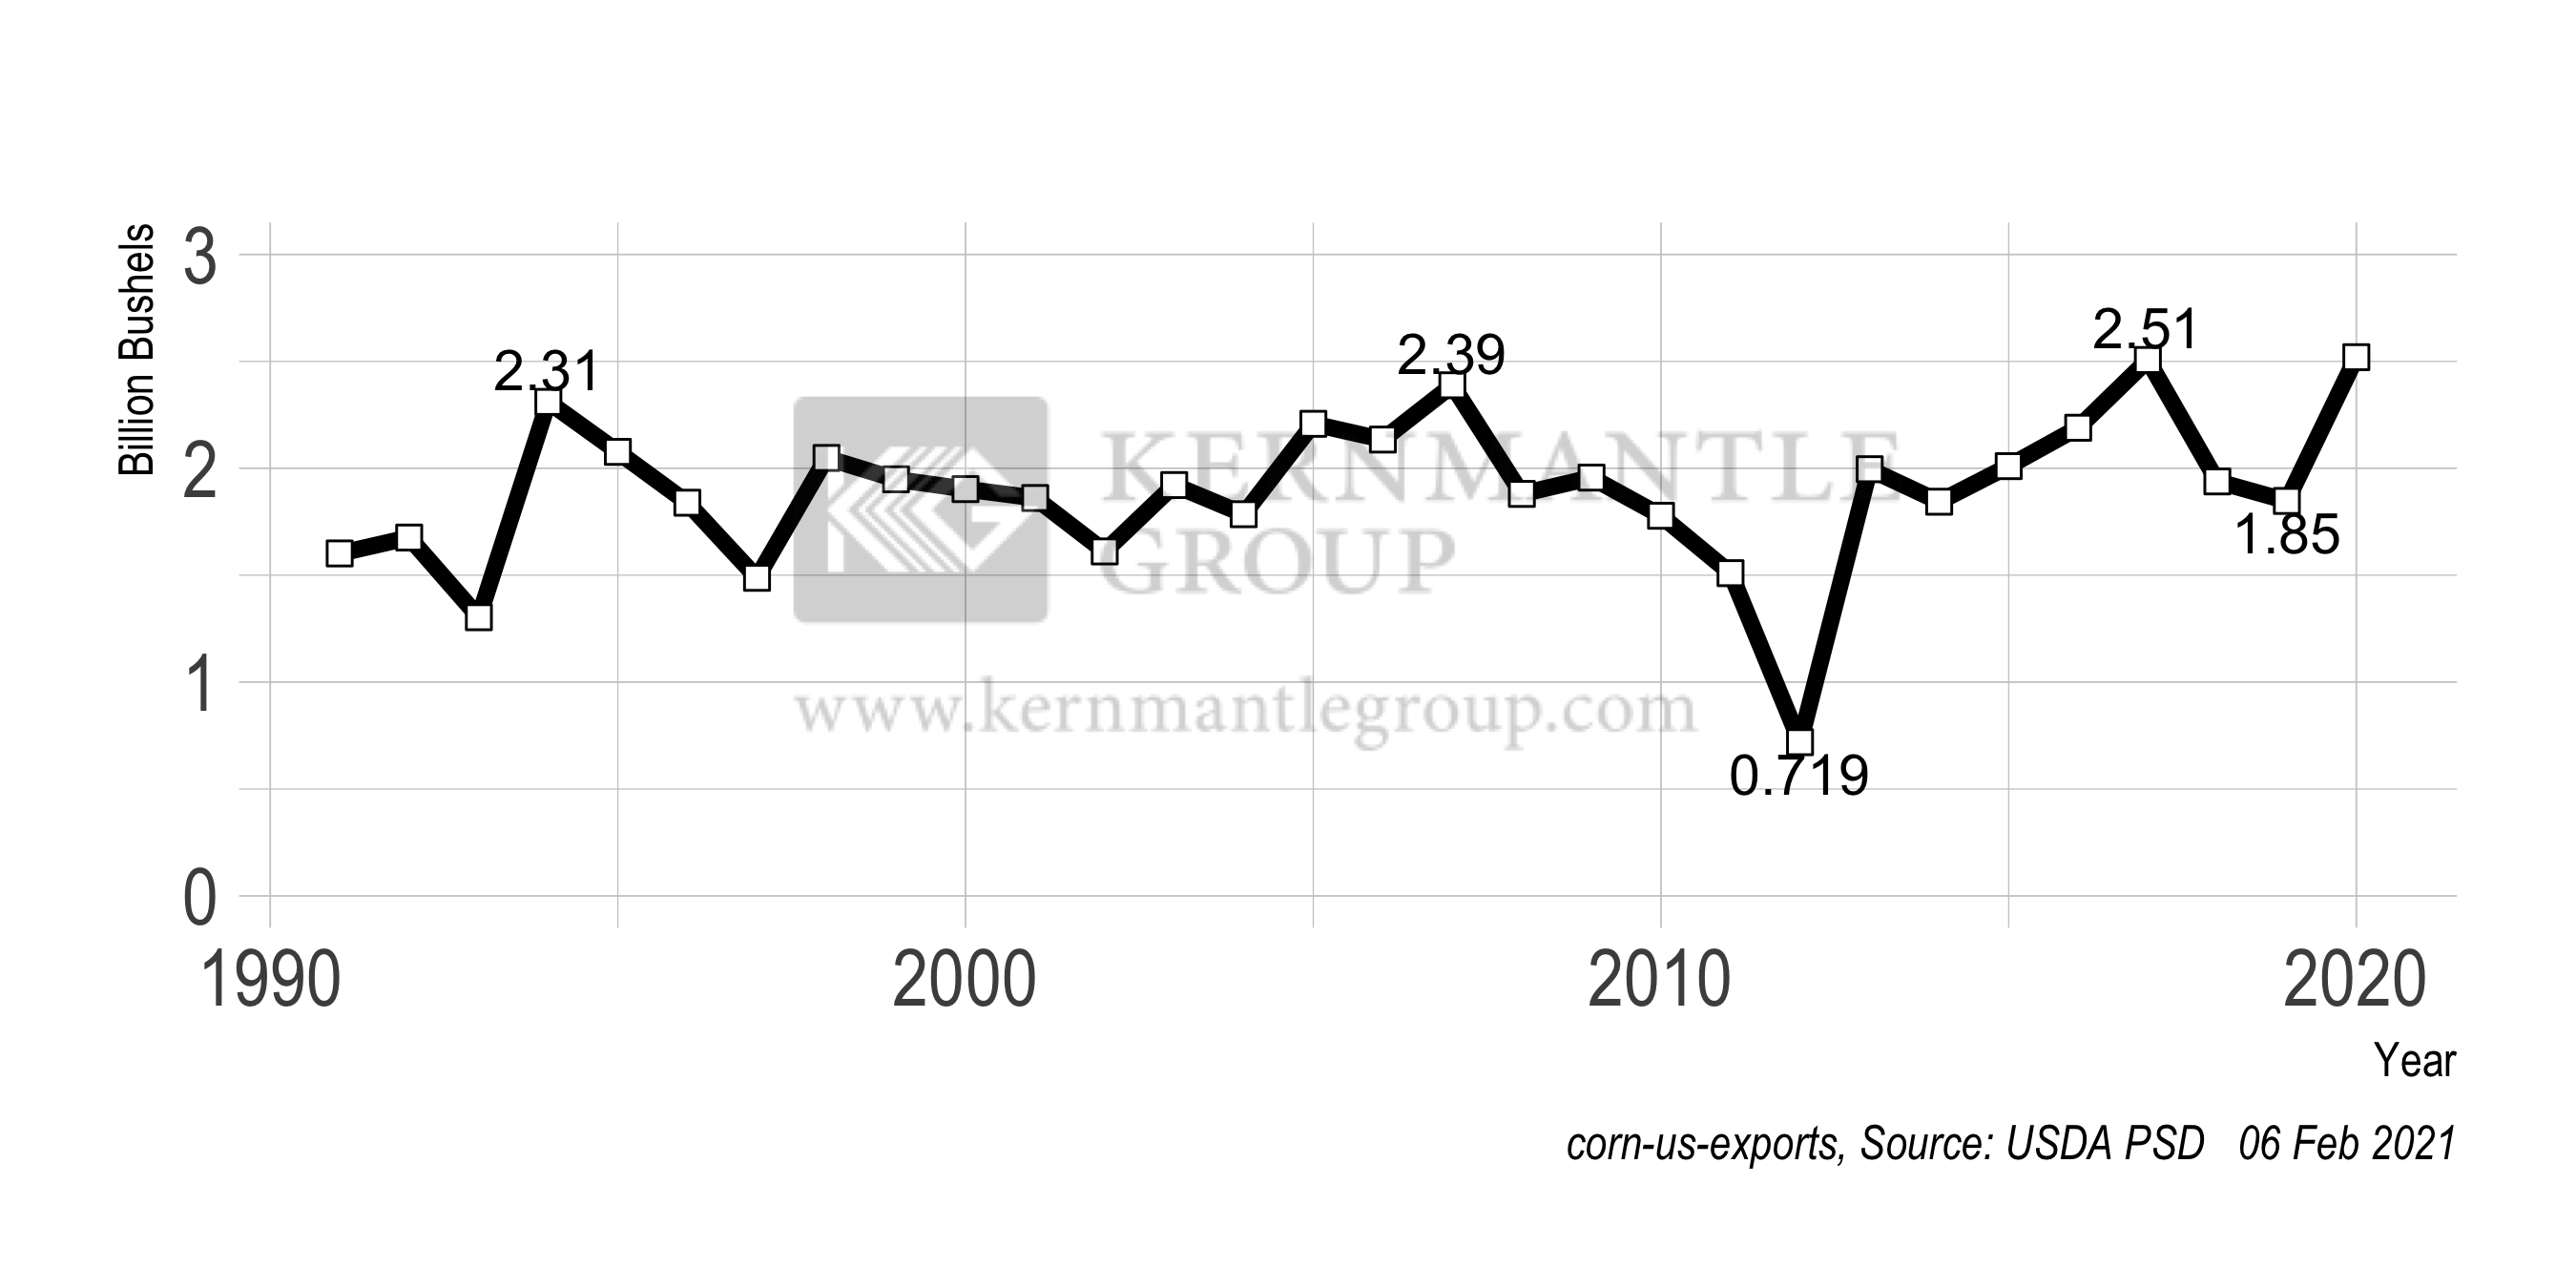 Billion Bushels
3
2
1
0
2.31
2.39
2.51
1.85
0.719
KERNMANTLE
GROUP
www.kernmantlegroup.com
1990 2000 2010 2020
Year
corn-us-exports, Source: USDA PSD 06 Feb 2021